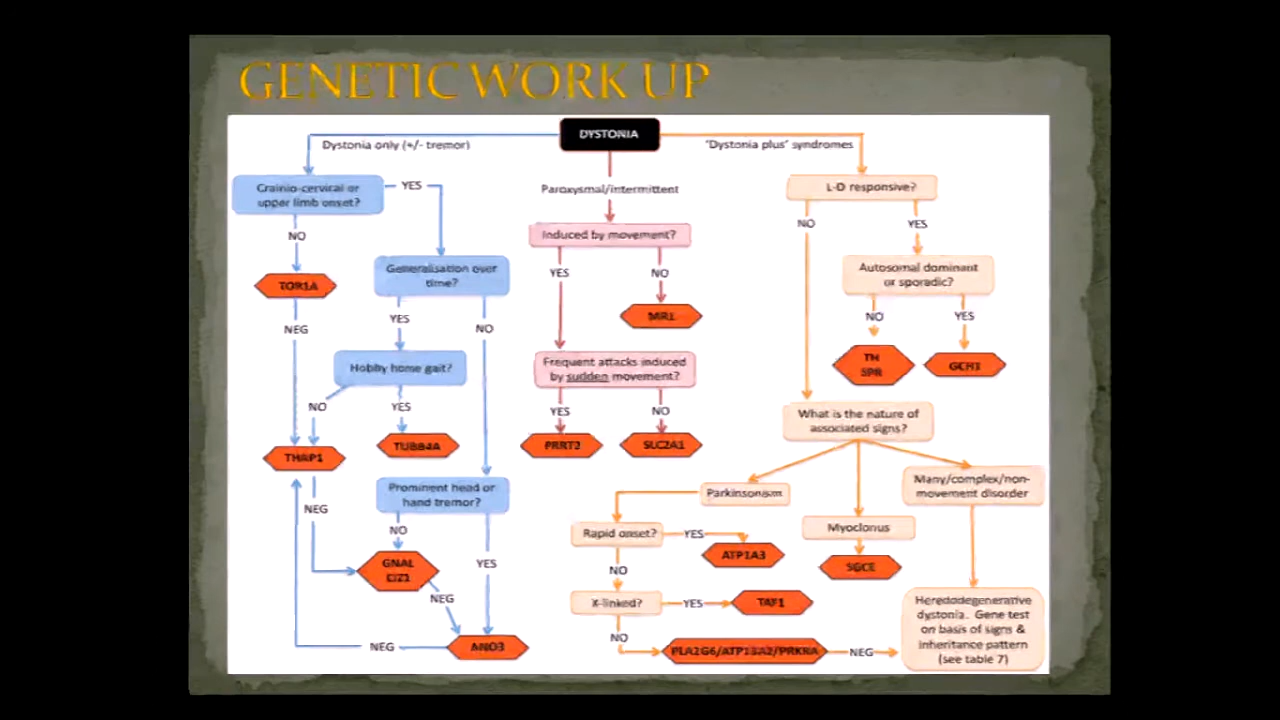 GENETIC WORK UP
DYSTONIA
Dystonia only (+/- tremor)
"Dystonia plus" syndromes
Crainio-cervical or
upper limb onset?
YES
NO
TOR1A
NEG
Generalisation over
time?
YES
NO
Hobby home gait?
NO
YES
THAP1
TUBB4A
NEG
Prominent head or
hand tremor?
NO
YES
GNAL
CIZ1
NEG
NEG
ANO3
Paroxysmal/intermittent
Induced by movement?
YES
NO
MR1
Frequent attacks induced
by sudden movement?
YES
NO
PRRT2
SLC2A1
L-D responsive?
NO
YES
Autosomal dominant
or sporadic?
NO
YES
TH
SPR
GCH1
What is the nature of
associated signs?
Parkinsonism
Many/complex/non-
movement disorder
Myoclonus
Rapid onset?
YES
ATP1A3
SGCE
NO
X-linked?
YES
TAF1
NO
PLA2G6/ATP13A2/PRKRA
NEG
Heredodegenerative
dystonia. Gene test
on basis of signs &
inheritance pattern
(see table 7)